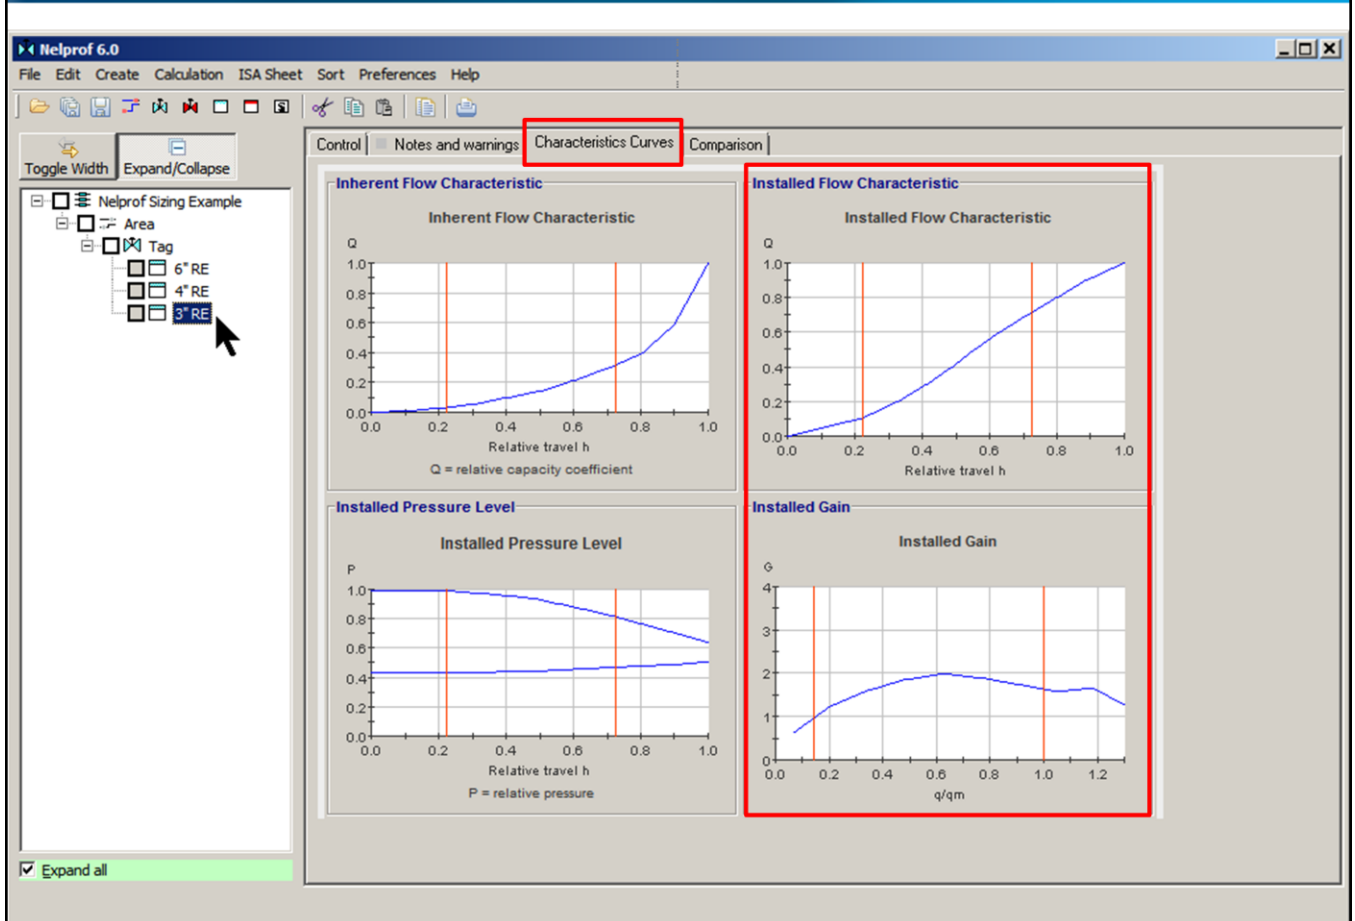 Nelprof 6.0
File Edit Create Calculation ISA Sheet Sort Preferences Help
Toggle Width Expand/Collapse
Nelprof Sizing Example
Area
Tag
6" RE
4" RE
3" RE
Expand all
Control Notes and warnings Characteristics Curves Comparison
Inherent Flow Characteristic
Inherent Flow Characteristic
Q
1.0
0.8
0.6
0.4
0.2
0.0
0.0 0.2 0.4 0.6 0.8 1.0
Relative travel h
Q = relative capacity coefficient
Installed Flow Characteristic
Installed Flow Characteristic
Q
1.0
0.8
0.6
0.4
0.2
0.0
0.0 0.2 0.4 0.6 0.8 1.0
Relative travel h
Installed Pressure Level
Installed Pressure Level
P
1.0
0.8
0.6
0.4
0.2
0.0
0.0 0.2 0.4 0.6 0.8 1.0
Relative travel h
P = relative pressure
Installed Gain
Installed Gain
G
4
3
2
1
0
0.0 0.2 0.4 0.6 0.8 1.0 1.2
q/qm